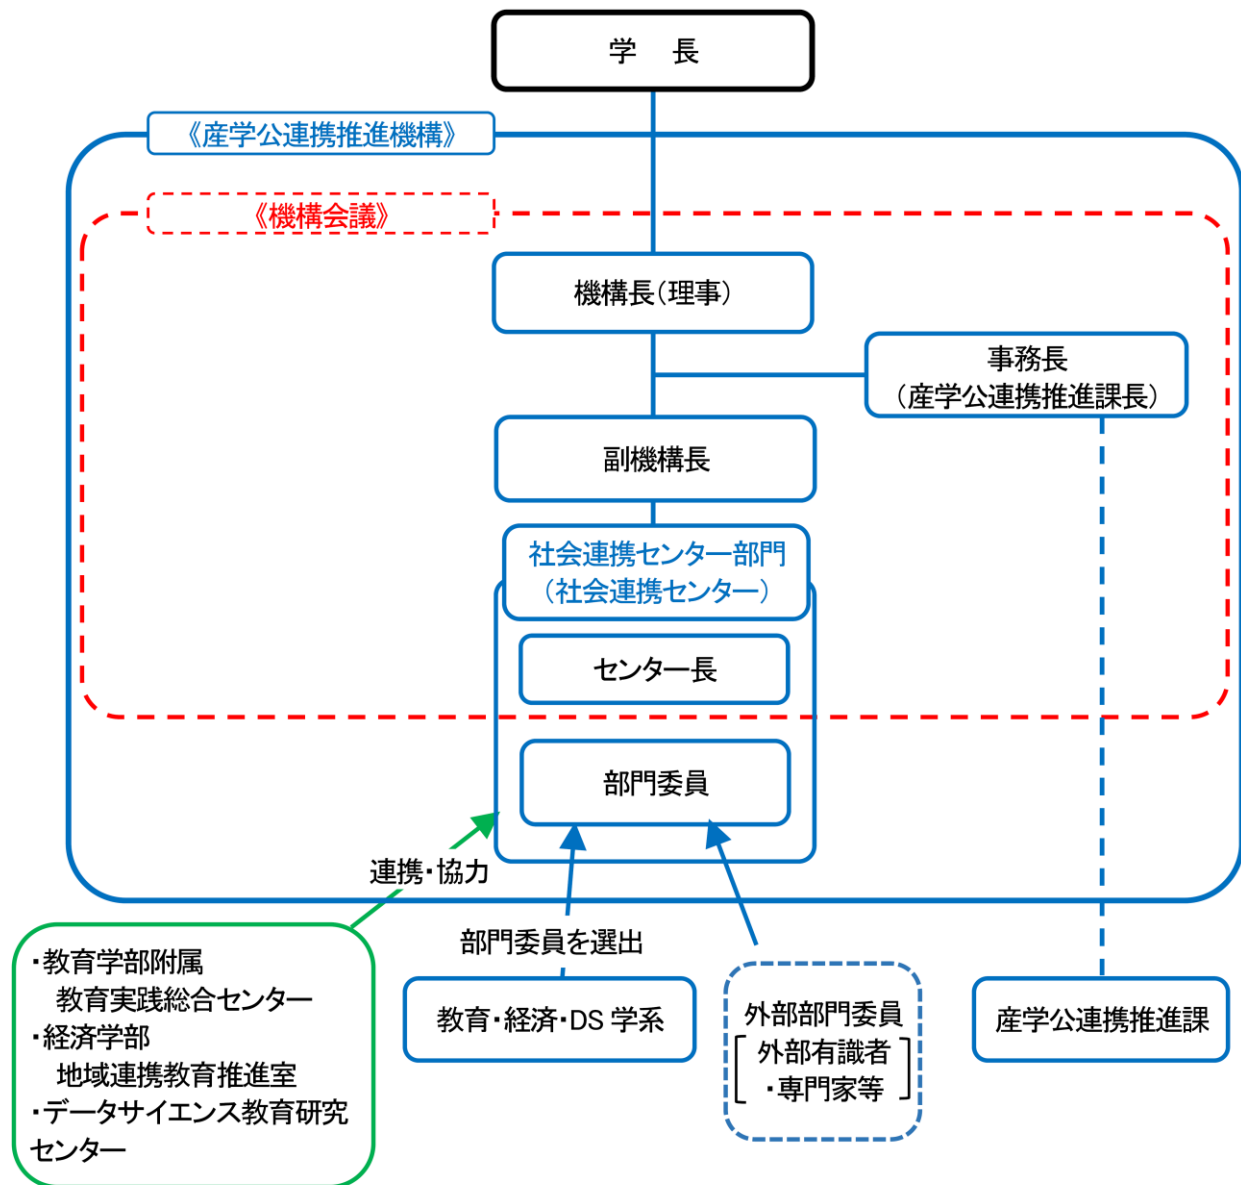 学　長
《産学公連携推進機構》
《機構会議》
機構長（理事）
事務長
（産学公連携推進課長）
副機構長
社会連携センター部門
（社会連携センター）
センター長
部門委員
連携・協力
部門委員を選出
・教育学部附属
教育実践総合センター
・経済学部
地域連携教育推進室
・データサイエンス教育研究
センター
教育・経済・DS 学系
外部部門委員
外部有識者
・専門家等
産学公連携推進課